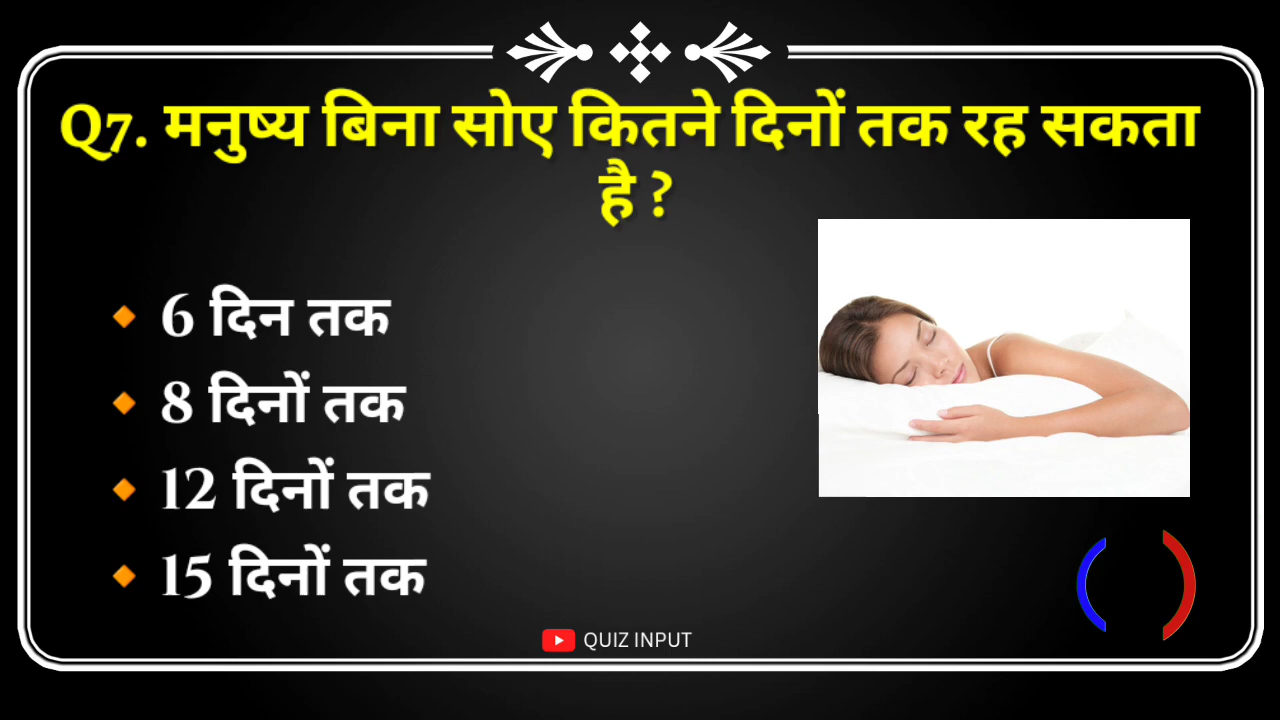 Q7. मनुष्य बिना सोए कितने दिनों तक रह सकता
है ?
6 दिन तक
8 दिनों तक
12 दिनों तक
15 दिनों तक
QUIZ INPUT